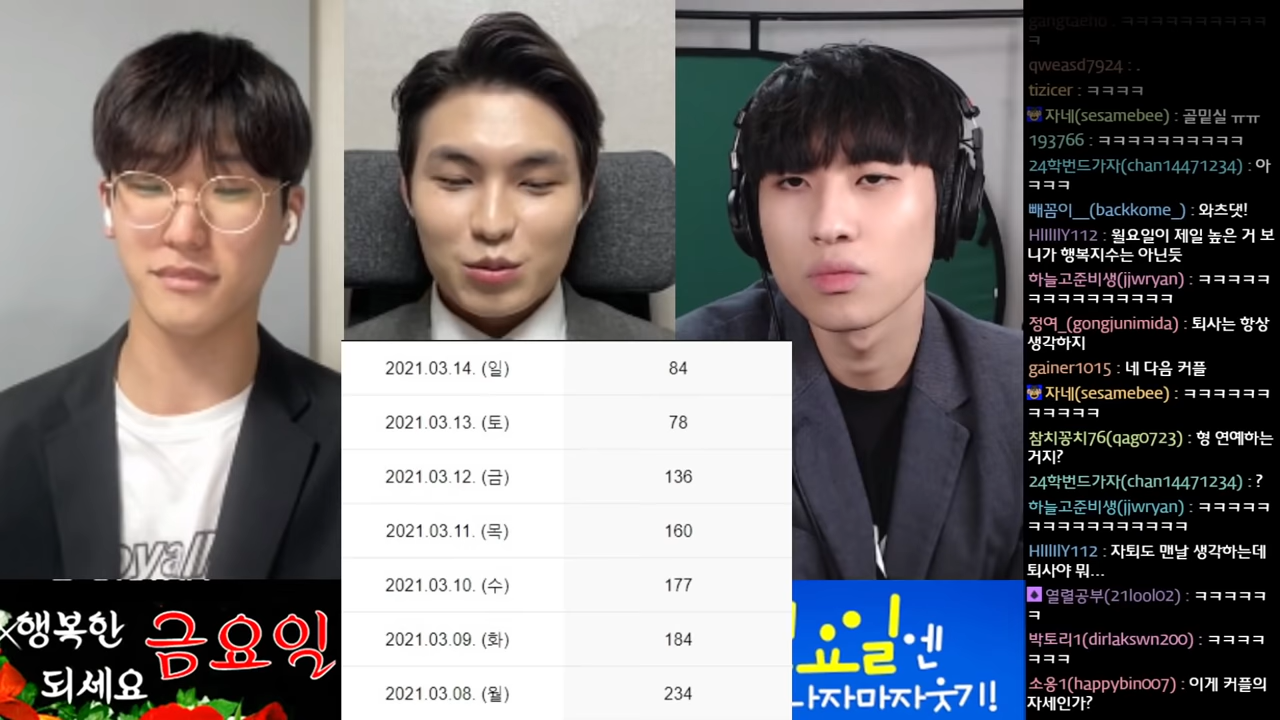 oyall
×행복한
금요일
되세요
2021.03.14. (일) 84
2021.03.13. (토) 78
2021.03.12. (금) 136
2021.03.11. (목) 160
2021.03.10. (수) 177
2021.03.09. (화) 184
2021.03.08. (월) 234
요일엔
나자마자웃기!
gangtaeho : ㅋㅋㅋㅋㅋㅋㅋㅋㅋㅋㅋ
ㅋ
qweasd7924 : .
tizicer : ㅋㅋㅋㅋ
자네(sesamebee) : 골밑실 ㅠㅠ
193766 : ㅋㅋㅋㅋㅋㅋㅋㅋㅋㅋ
24학번드가자(chan14471234) : 아
ㅋㅋㅋ
빼꼼이__(backkome_) : 와츠댓!
HlIIIlY112 : 월요일이 제일 높은 거 보
니가 행복지수는 아닌듯
하늘고준비생(jjwryan) : ㅋㅋㅋㅋㅋ
ㅋㅋㅋㅋㅋㅋㅋㅋㅋㅋ
정여_(gongjunimida) : 퇴사는 항상
생각하지
gainer1015 : 네 다음 커플
자네(sesamebee) : ㅋㅋㅋㅋㅋㅋ
ㅋㅋㅋㅋㅋ
참치꽁치76(qag0723) : 형 연예하는
거지?
24학번드가자(chan14471234) : ?
하늘고준비생(jjwryan) : ㅋㅋㅋㅋㅋ
ㅋㅋㅋㅋㅋㅋㅋㅋㅋㅋㅋ
HlIIIlY112 : 자퇴도 맨날 생각하는데
퇴사야 뭐...
열렬공부(21lool02) : ㅋㅋㅋㅋㅋ
ㅋ
박토리1(dirlakswn200) : ㅋㅋㅋㅋ
ㅋㅋㅋ
소옹1(happybin007) : 이게 커플의
자세인가?